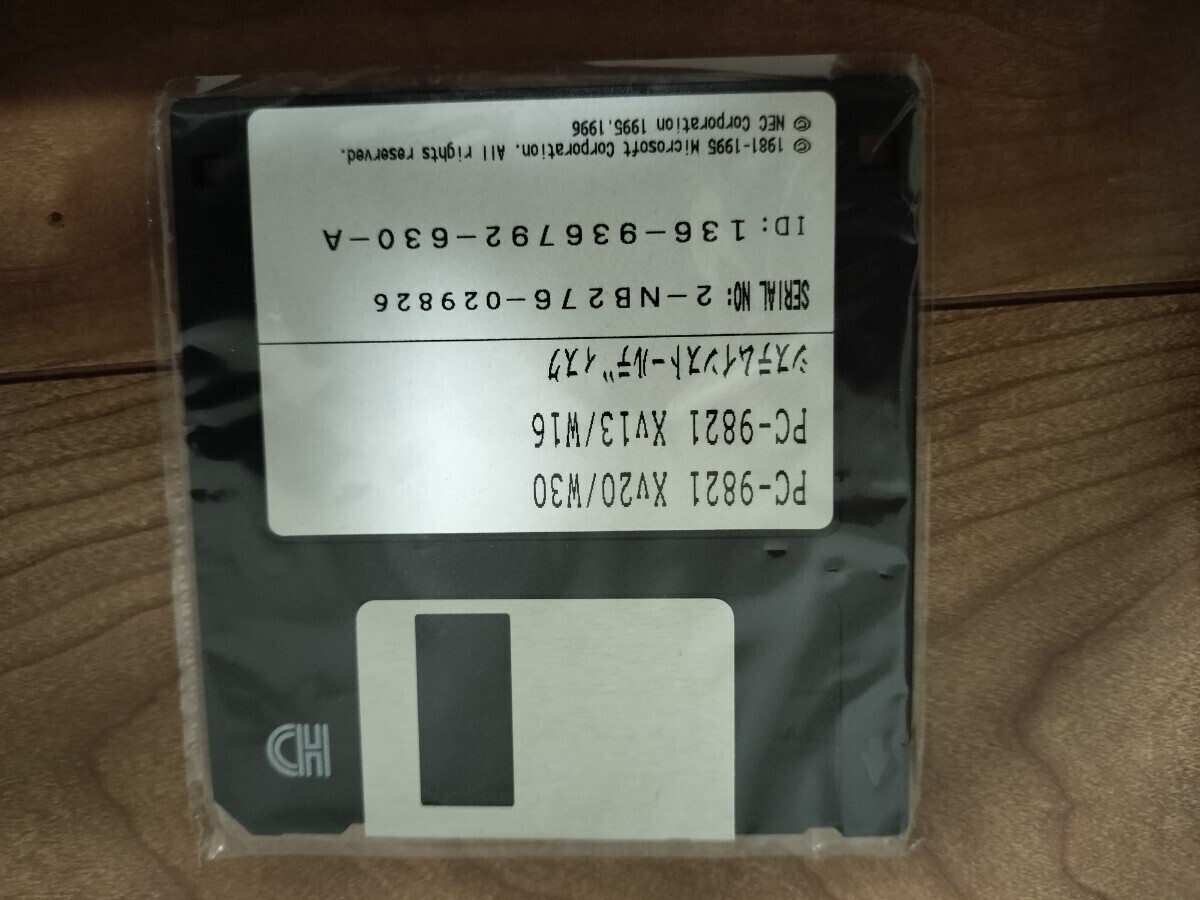 PC-9821 Xv20/W30
PC-9821 Xv13/W16
システムインストールディスク
SERIAL NO: 2-NB276-029826
ID:136-936792-630-A
© 1981-1995 Microsoft Corporation. All rights reserved.
© NEC Corporation 1995,1996
HD